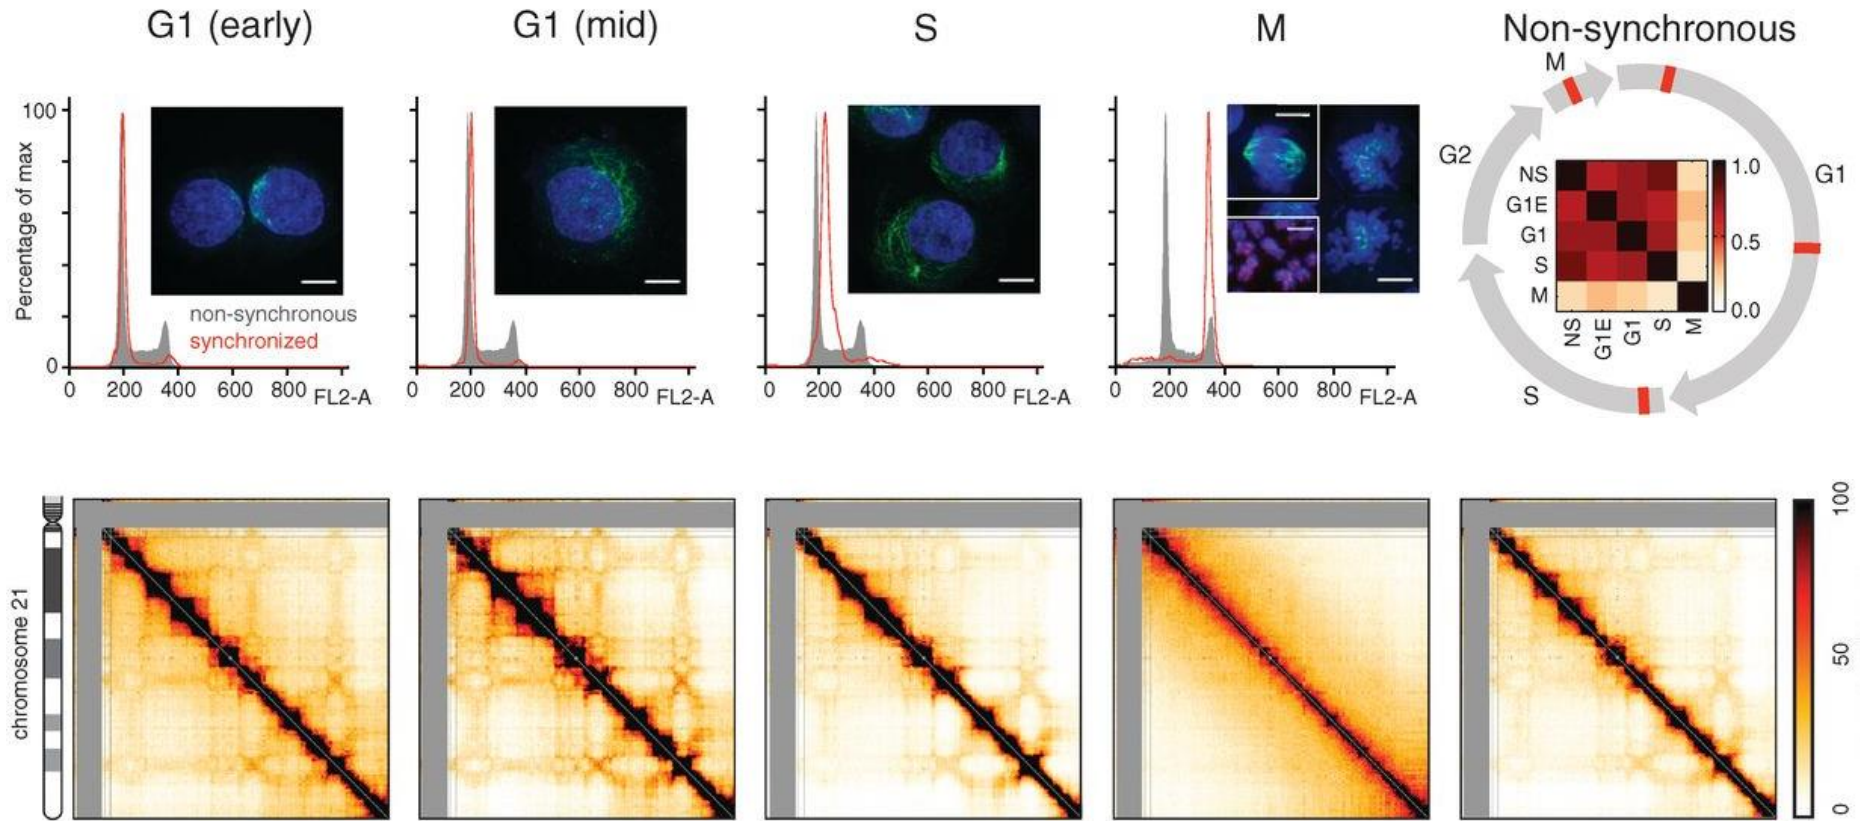 G1 (early)
G1 (mid)
S
M
Non-synchronous
Percentage of max
100
0
0 200 400 600 800 FL2-A
non-synchronous
synchronized
0 200 400 600 800 FL2-A
0 200 400 600 800 FL2-A
0 200 400 600 800 FL2-A
M
G1
S
G2
NS
G1E
G1
S
M
NS G1E G1 S M
1.0
0.5
0.0
chromosome 21
100
50
0